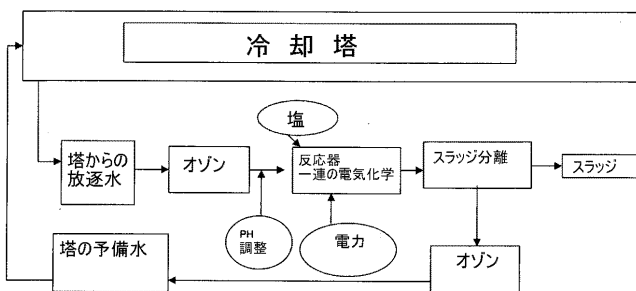 冷却塔
塩
塔からの
放逐水
オゾン
反応器
一連の電気化学
スラッジ分離
スラッジ
PH
調整
電力
塔の予備水
オゾン